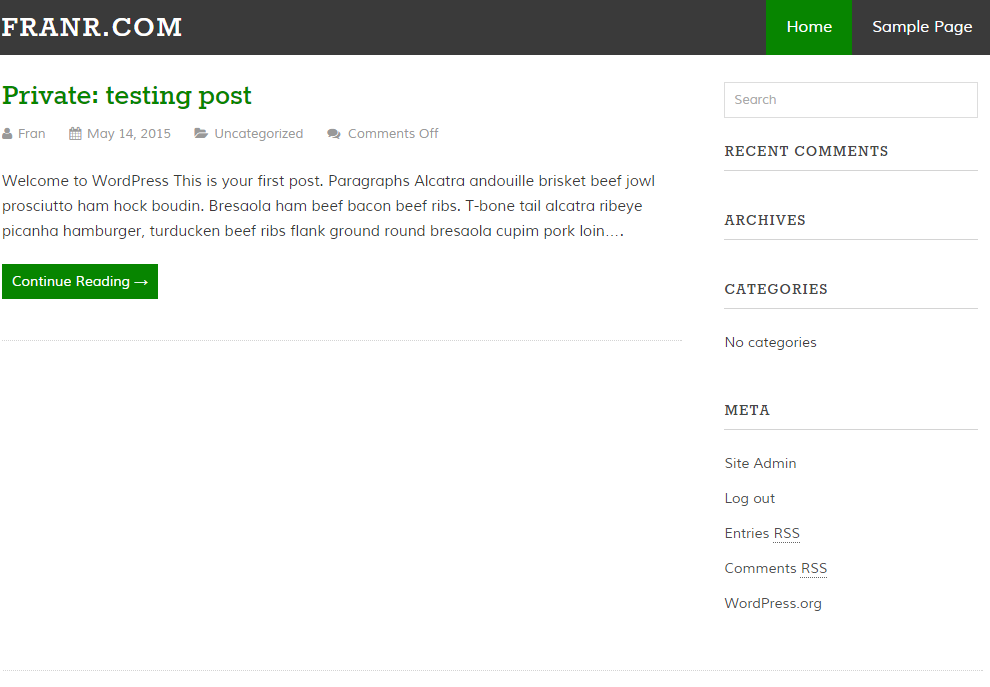 FRANR.COM
Home
Sample Page
Private: testing post
Fran
May 14, 2015
Uncategorized
Comments Off
Welcome to WordPress This is your first post. Paragraphs Alcatra andouille brisket beef jowl
prosciutto ham hock boudin. Bresaola ham beef bacon beef ribs. T-bone tail alcatra ribeye
picanha hamburger, turducken beef ribs flank ground round bresaola cupim pork loin….
Continue Reading →
Search
RECENT COMMENTS
ARCHIVES
CATEGORIES
No categories
META
Site Admin
Log out
Entries RSS
Comments RSS
WordPress.org